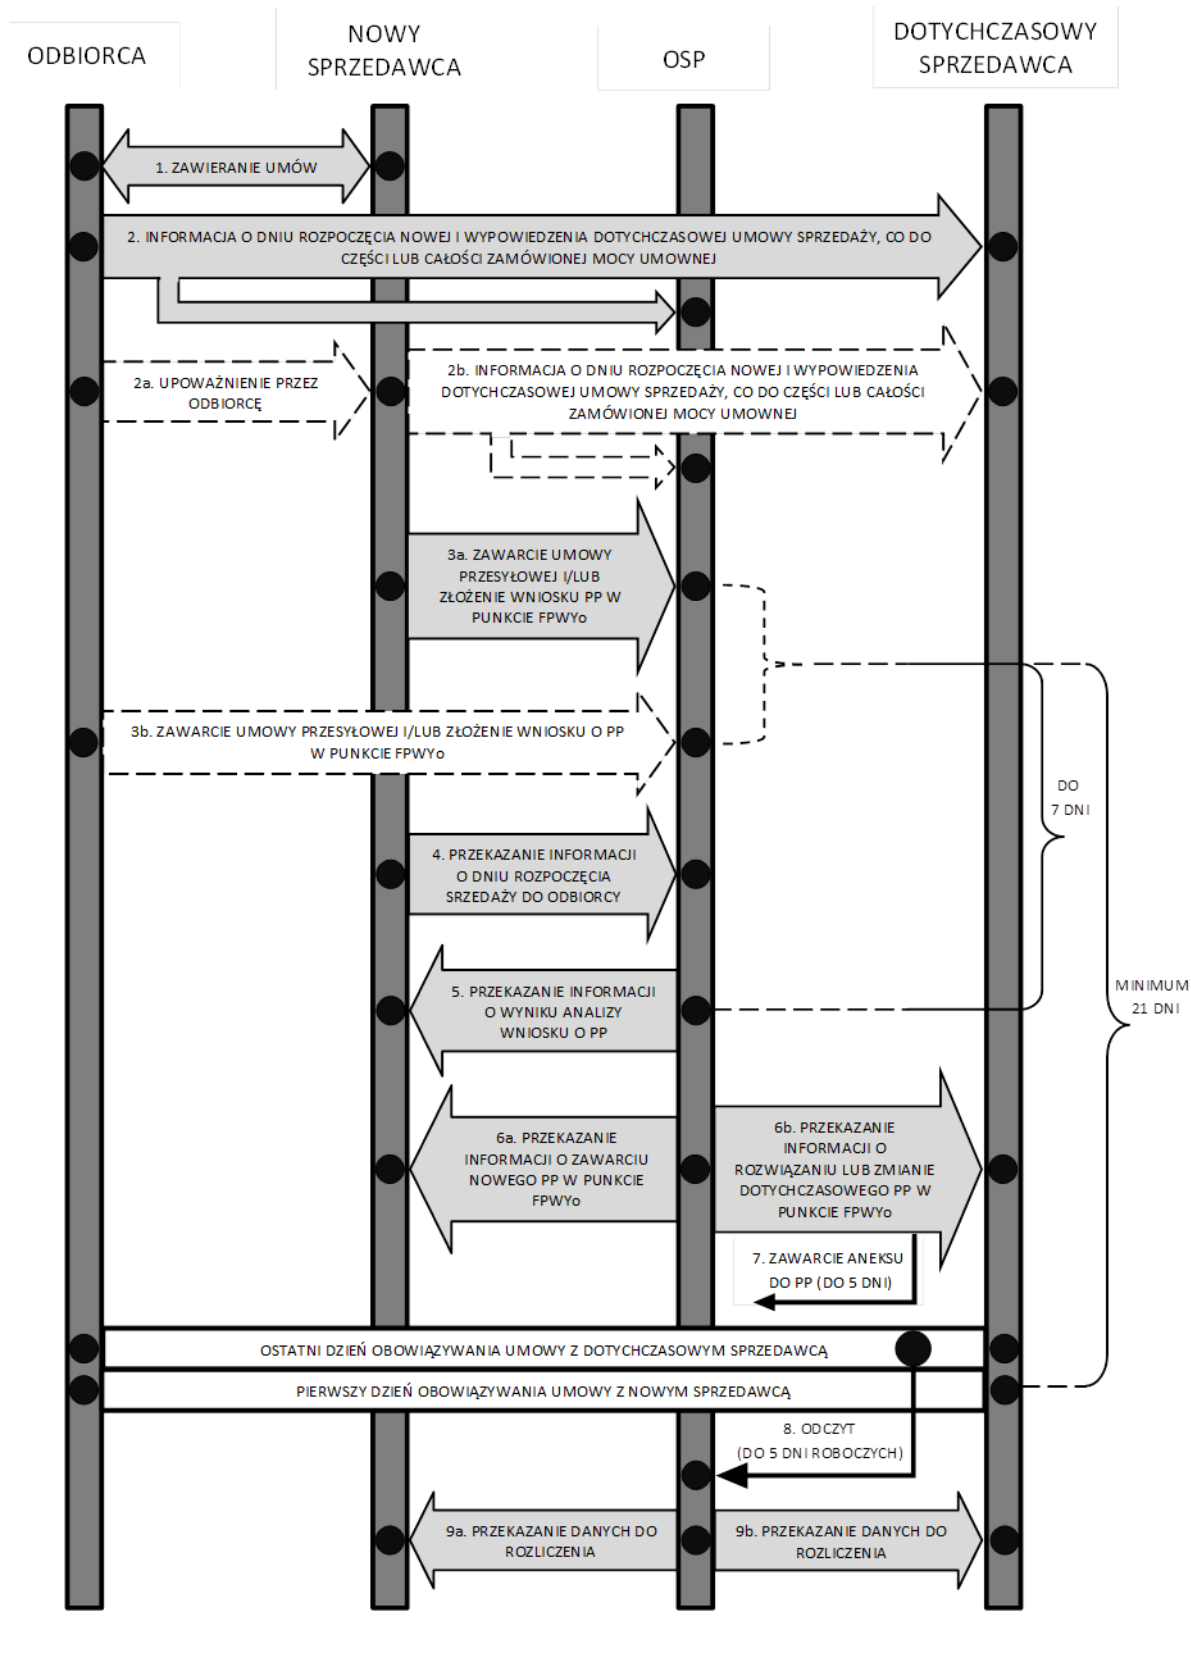 ODBIORCA
NOWY
SPRZEDAWCA
OSP
DOTYCHCZASOWY
SPRZEDAWCA
1. ZAWIERANIE UMÓW
2. INFORMACJA O DNIU ROZPOCZĘCIA NOWEJ I WYPOWIEDZENIA DOTYCHCZASOWEJ UMOWY SPRZEDAŻY, CO DO
CZĘŚCI LUB CAŁOŚCI ZAMÓWIONEJ MOCY UMOWNEJ
2a. UPOWAŻNIENIE PRZEZ
ODBIORCĘ
2b. INFORMACJA O DNIU ROZPOCZĘCIA NOWEJ I WYPOWIEDZENIA
DOTYCHCZASOWEJ UMOWY SPRZEDAŻY, CO DO CZĘŚCI LUB CAŁOŚCI
ZAMÓWIONEJ MOCY UMOWNEJ
3a. ZAWARCIE UMOWY
PRZESYŁOWEJ I/LUB
ZŁOŻENIE WNIOSKU PP W
PUNKCIE FPWYo
3b. ZAWARCIE UMOWY PRZESYŁOWEJ I/LUB ZŁOŻENIE WNIOSKU O PP
W PUNKCIE FPWYo
DO
7 DNI
4. PRZEKAZANIE INFORMACJI
O DNIU ROZPOCZĘCIA
SRZEDAŻY DO ODBIORCY
5. PRZEKAZANIE INFORMACJI
O WYNIKU ANALIZY
WNIOSKU O PP
MINIMUM
21 DNI
6a. PRZEKAZANIE
INFORMACJI O ZAWARCIU
NOWEGO PP W PUNKCIE
FPWYo
6b. PRZEKAZANIE
INFORMACJI O
ROZWIĄZANIU LUB ZMIANIE
DOTYCHCZASOWEGO PP W
PUNKCIE FPWYo
7. ZAWARCIE ANEKSU
DO PP (DO 5 DNI)
OSTATNI DZIEŃ OBOWIĄZYWANIA UMOWY Z DOTYCHCZASOWYM SPRZEDAWCĄ
PIERWSZY DZIEŃ OBOWIĄZYWANIA UMOWY Z NOWYM SPRZEDAWCĄ
8. ODCZYT
(DO 5 DNI ROBOCZYCH)
9a. PRZEKAZANIE DANYCH DO
ROZLICZENIA
9b. PRZEKAZANIE DANYCH DO
ROZLICZENIA